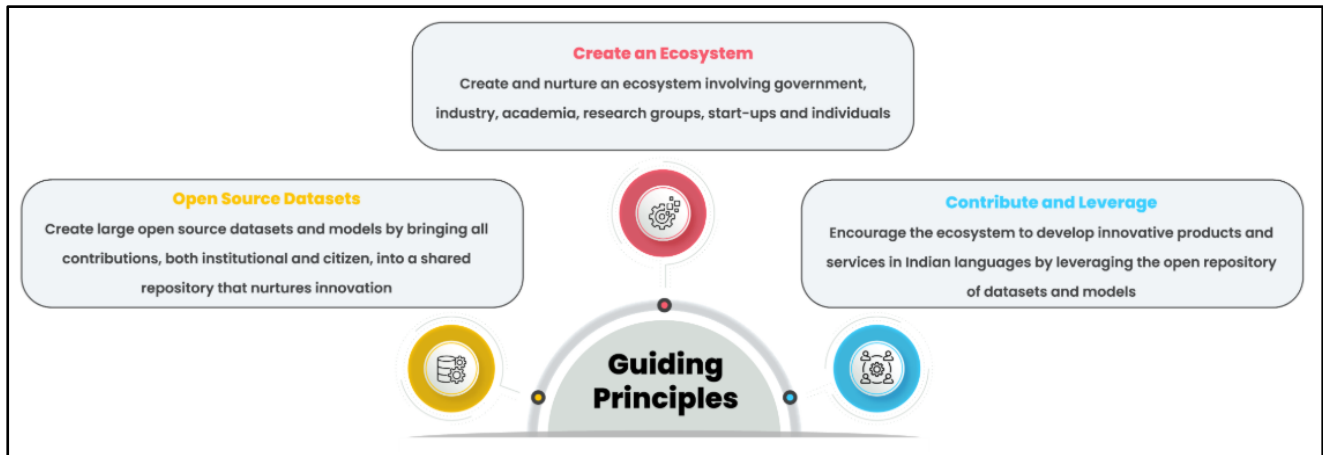 Create an Ecosystem
Create and nurture an ecosystem involving government,
industry, academia, research groups, start-ups and individuals
Open Source Datasets
Create large open source datasets and models by bringing all
contributions, both institutional and citizen, into a shared
repository that nurtures innovation
Contribute and Leverage
Encourage the ecosystem to develop innovative products and
services in Indian languages by leveraging the open repository
of datasets and models
Guiding
Principles